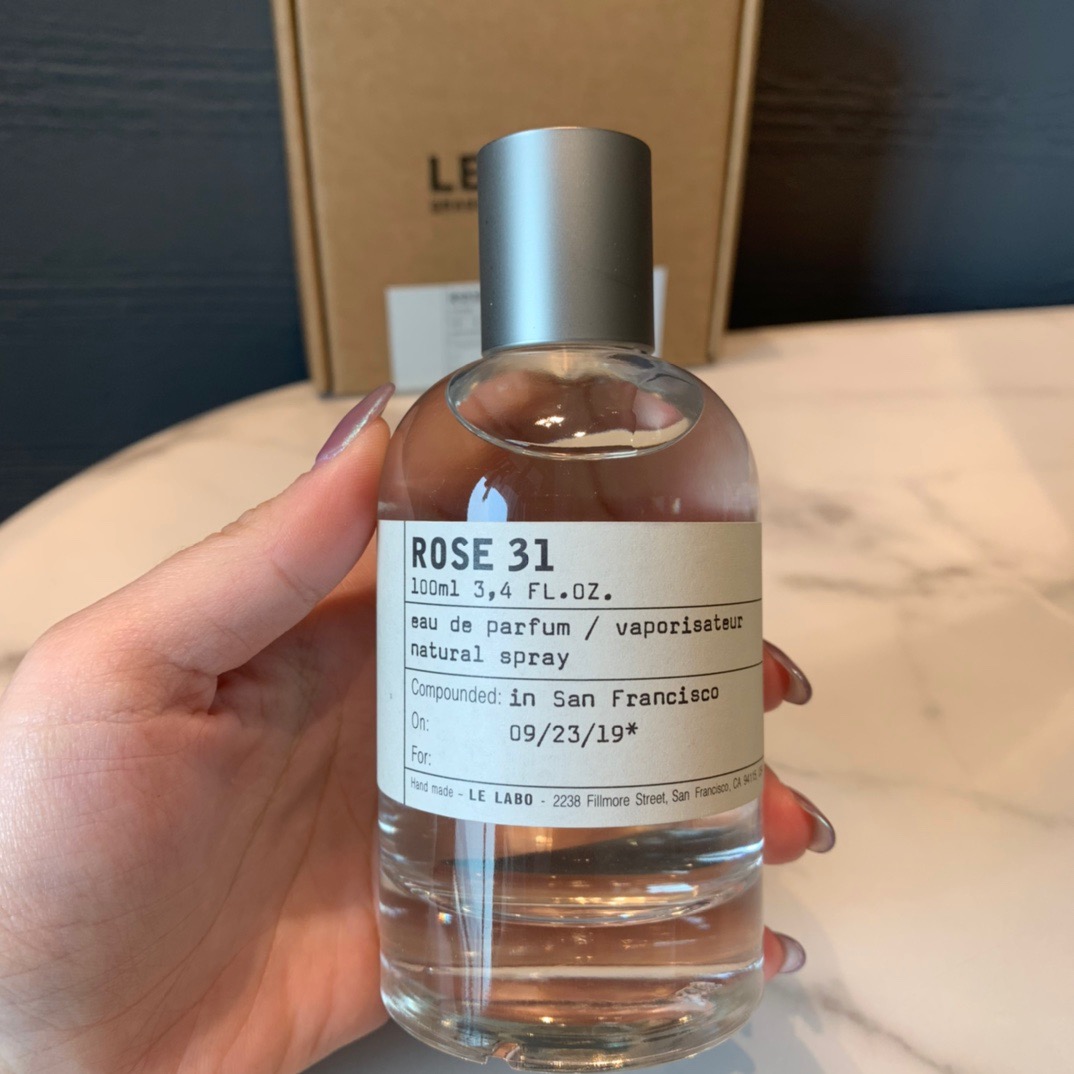 LE
ROSE 31
100ml 3,4 FL.OZ.
eau de parfum / vaporisateur
natural spray
Compounded: in San Francisco
On: 09/23/19*
For:
Hand made - LE LABO - 2238 Fillmore Street, San Francisco, CA 94115,